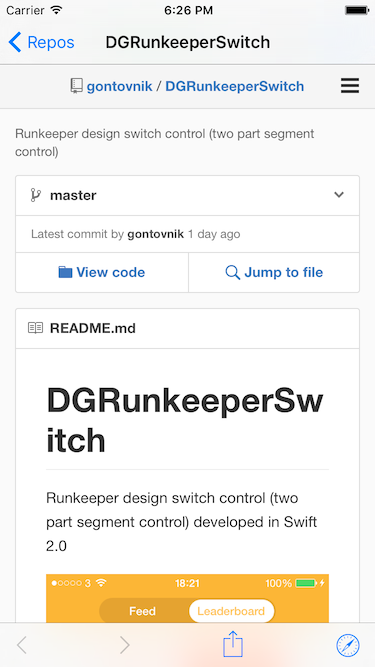 Carrier 6:26 PM
Repos DGRunkeeperSwitch
gontovnik / DGRunkeeperSwitch
Runkeeper design switch control (two part segment
control)
master
Latest commit by gontovnik 1 day ago
View code Jump to file
README.md
DGRunkeeperSw
itch
Runkeeper design switch control (two
part segment control) developed in Swift
2.0
3 18:21 100%
Feed Leaderboard